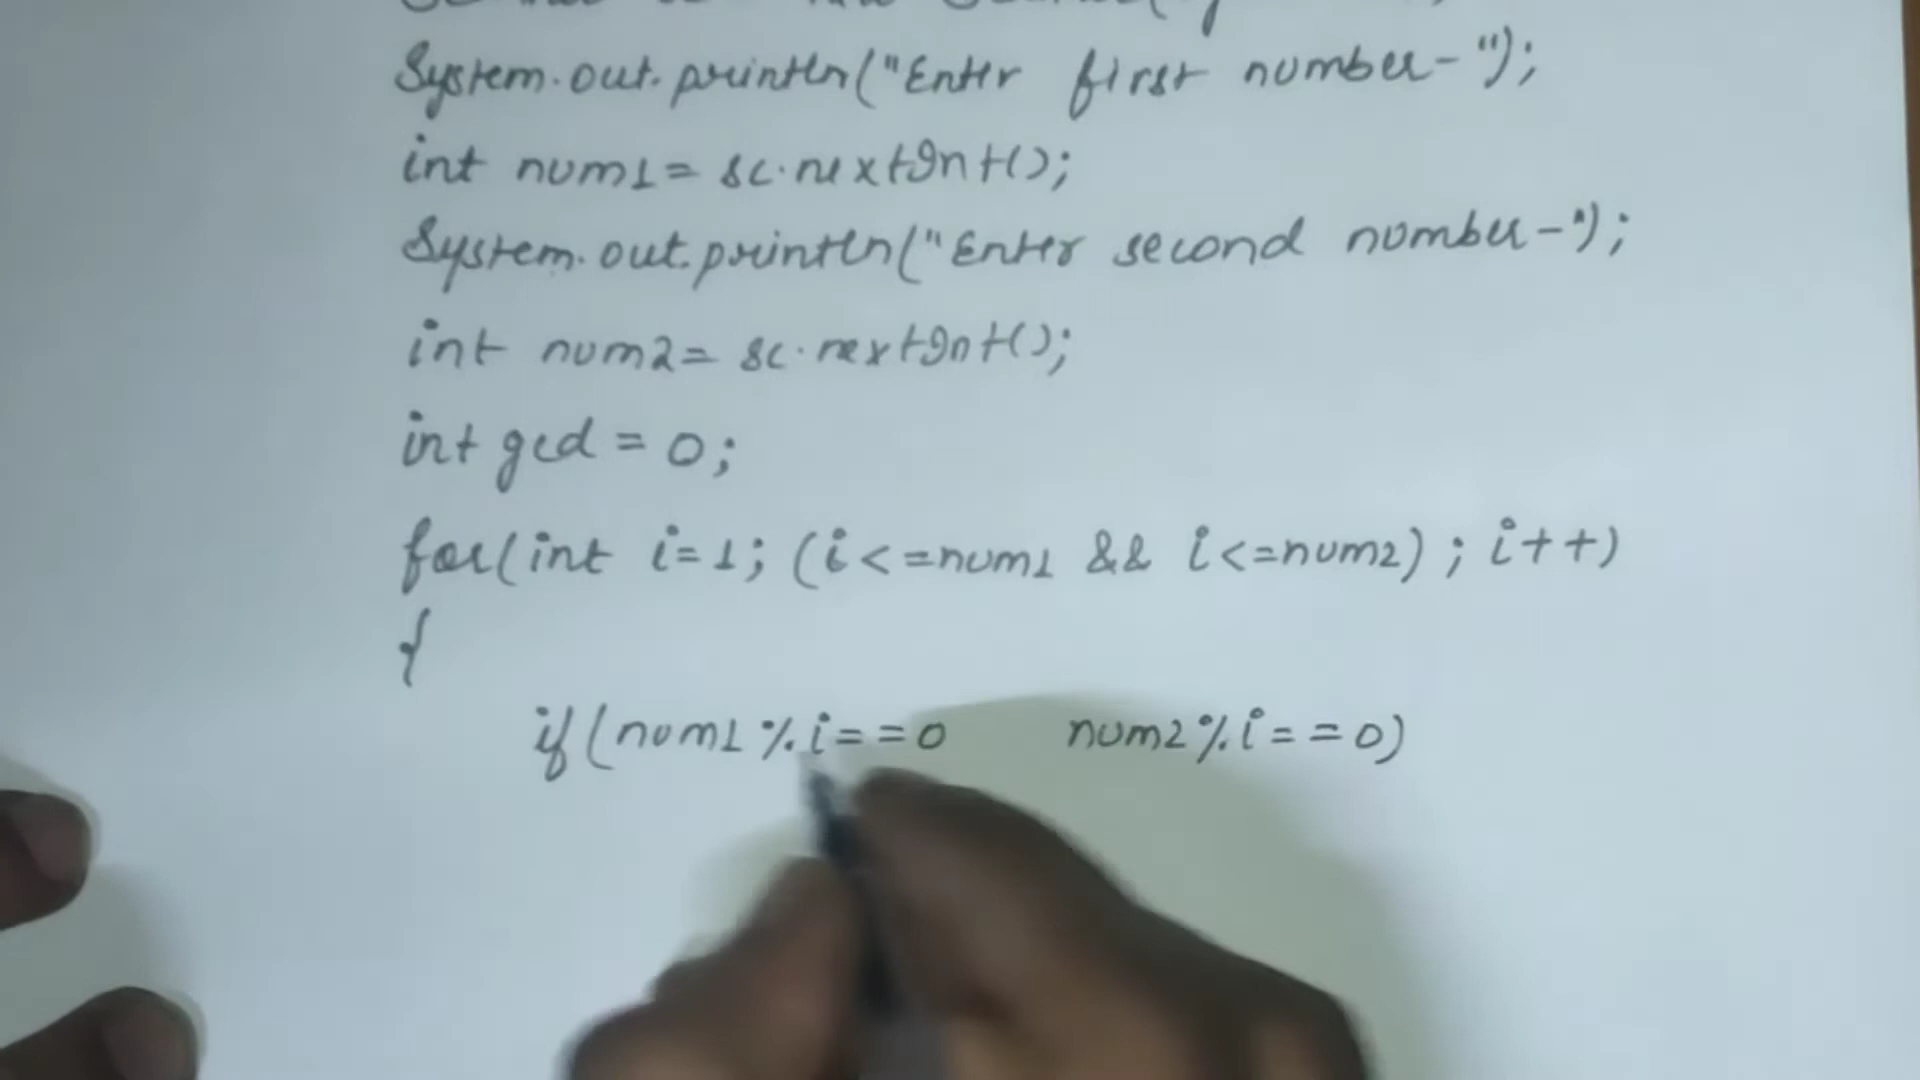 System.out.println("Enter first number-");
int num1= sc.nextInt();
System.out.println("Enter second number-");
int num2= sc.nextInt();
int gcd = 0;
for(int i=1; (i<=num1 && i<=num2) ; i++)
{
if(num1%i==0 num2%i==0)